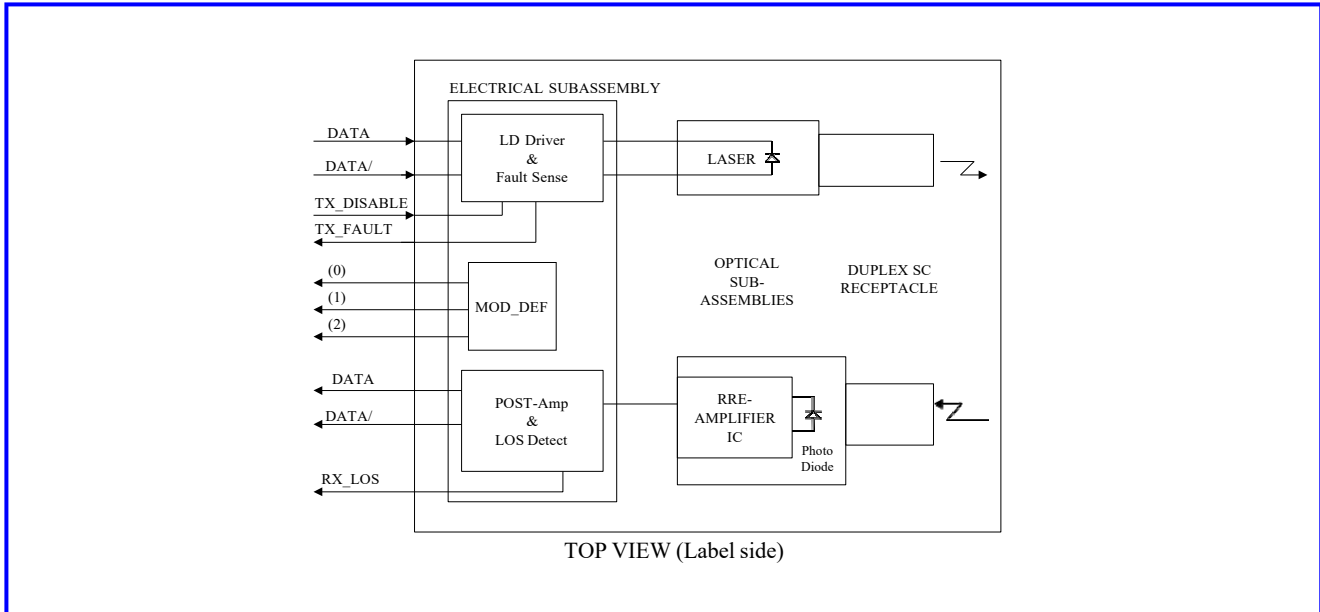 ELECTRICAL SUBASSEMBLY
DATA
DATA/
TX_DISABLE
TX_FAULT
LD Driver
&
Fault Sense
LASER
(0)
(1)
(2)
MOD_DEF
OPTICAL
SUB-
ASSEMBLIES
DUPLEX SC
RECEPTACLE
DATA
DATA/
RX_LOS
POST-Amp
&
LOS Detect
RRE-
AMPLIFIER
IC
Photo
Diode
TOP VIEW (Label side)